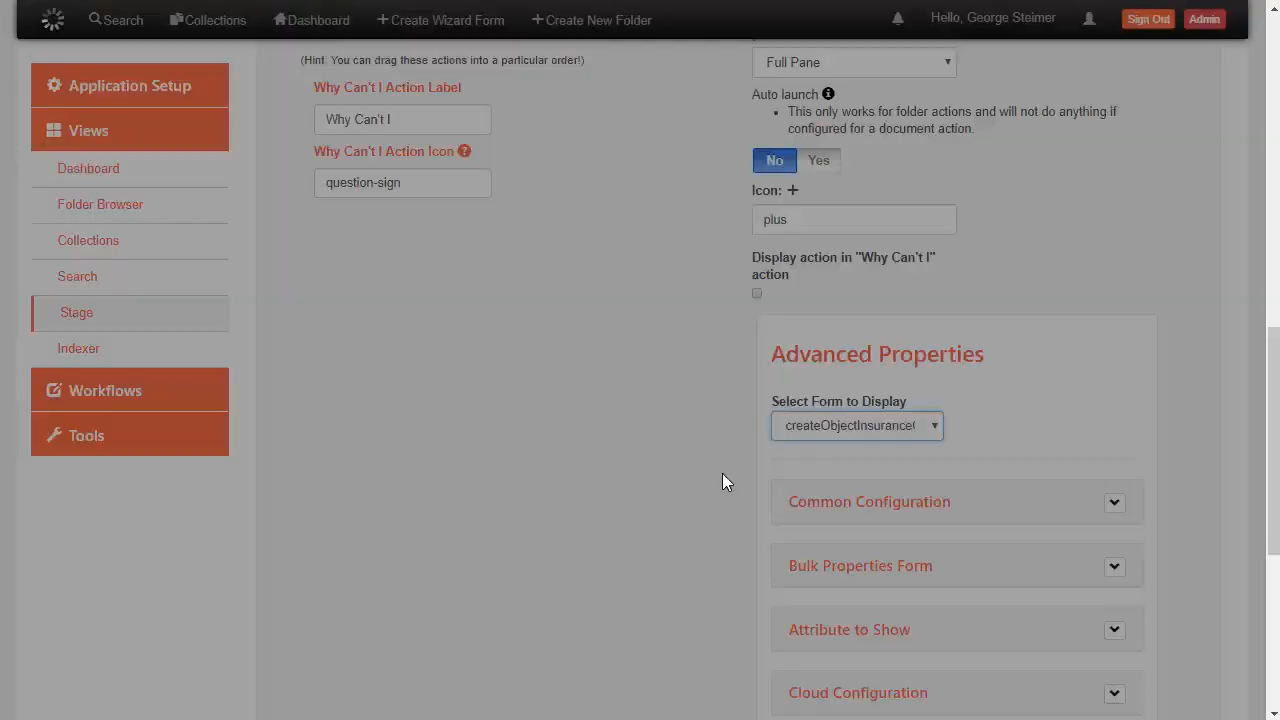 Search
Collections
Dashboard
Create Wizard Form
Create New Folder
Hello, George Steimer
Sign Out
Admin
Application Setup
Views
Dashboard
Folder Browser
Collections
Search
Stage
Indexer
Workflows
Tools
(Hint: You can drag these actions into a particular order!)
Why Can't I Action Label
Why Can't I
Why Can't I Action Icon
question-sign
Full Pane
Auto launch
This only works for folder actions and will not do anything if
configured for a document action.
No Yes
Icon:
plus
Display action in "Why Can't I"
action
Advanced Properties
Select Form to Display
createObjectInsurance
Common Configuration
Bulk Properties Form
Attribute to Show
Cloud Configuration